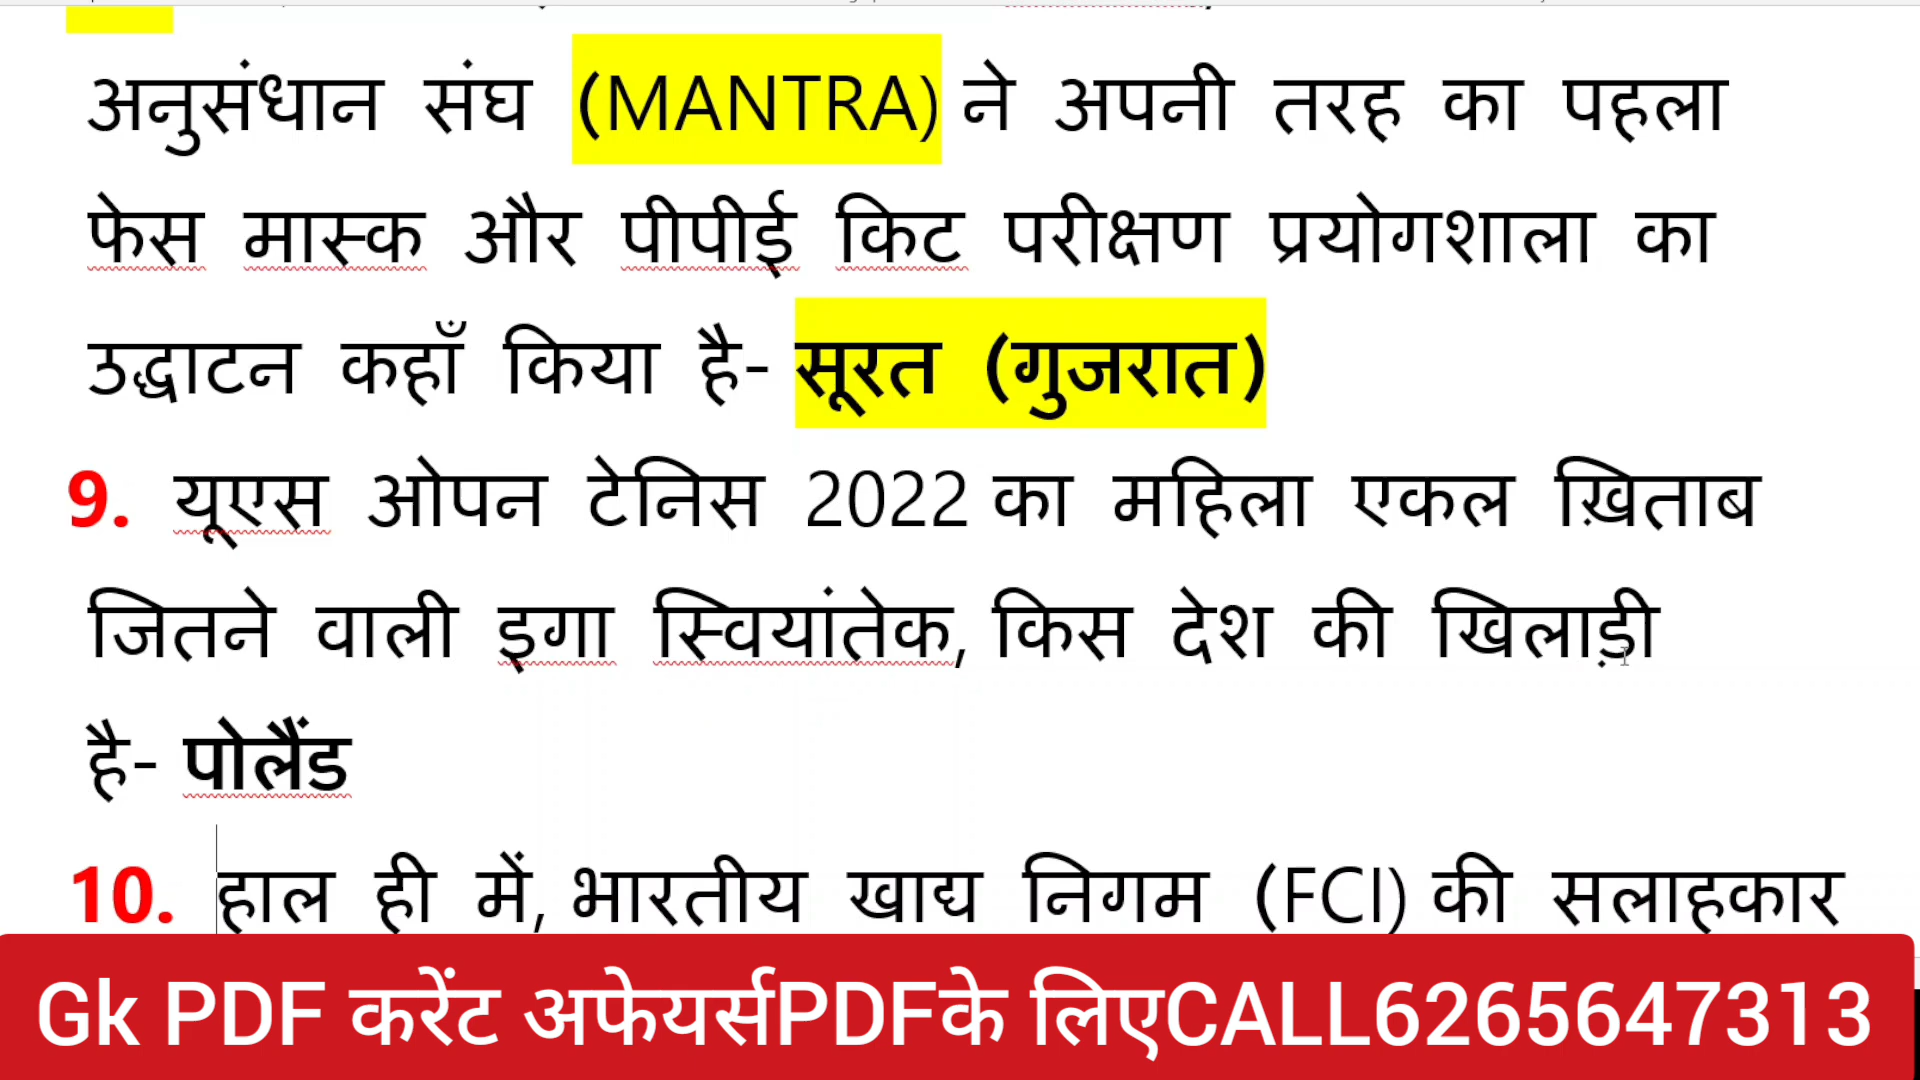 अनुसंधान संघ (MANTRA) ने अपनी तरह का पहला
फेस मास्क और पीपीई किट परीक्षण प्रयोगशाला का
उद्घाटन कहाँ किया है- सूरत (गुजरात)
9. यूएस ओपन टेनिस 2022 का महिला एकल ख़िताब
जितने वाली इगा स्वियांतेक, किस देश की खिलाड़ी
है- पोलैंड
10. हाल ही में, भारतीय खाद्य निगम (FCI) की सलाहकार
Gk PDF करेंट अफेयर्सPDFके लिएCALL6265647313